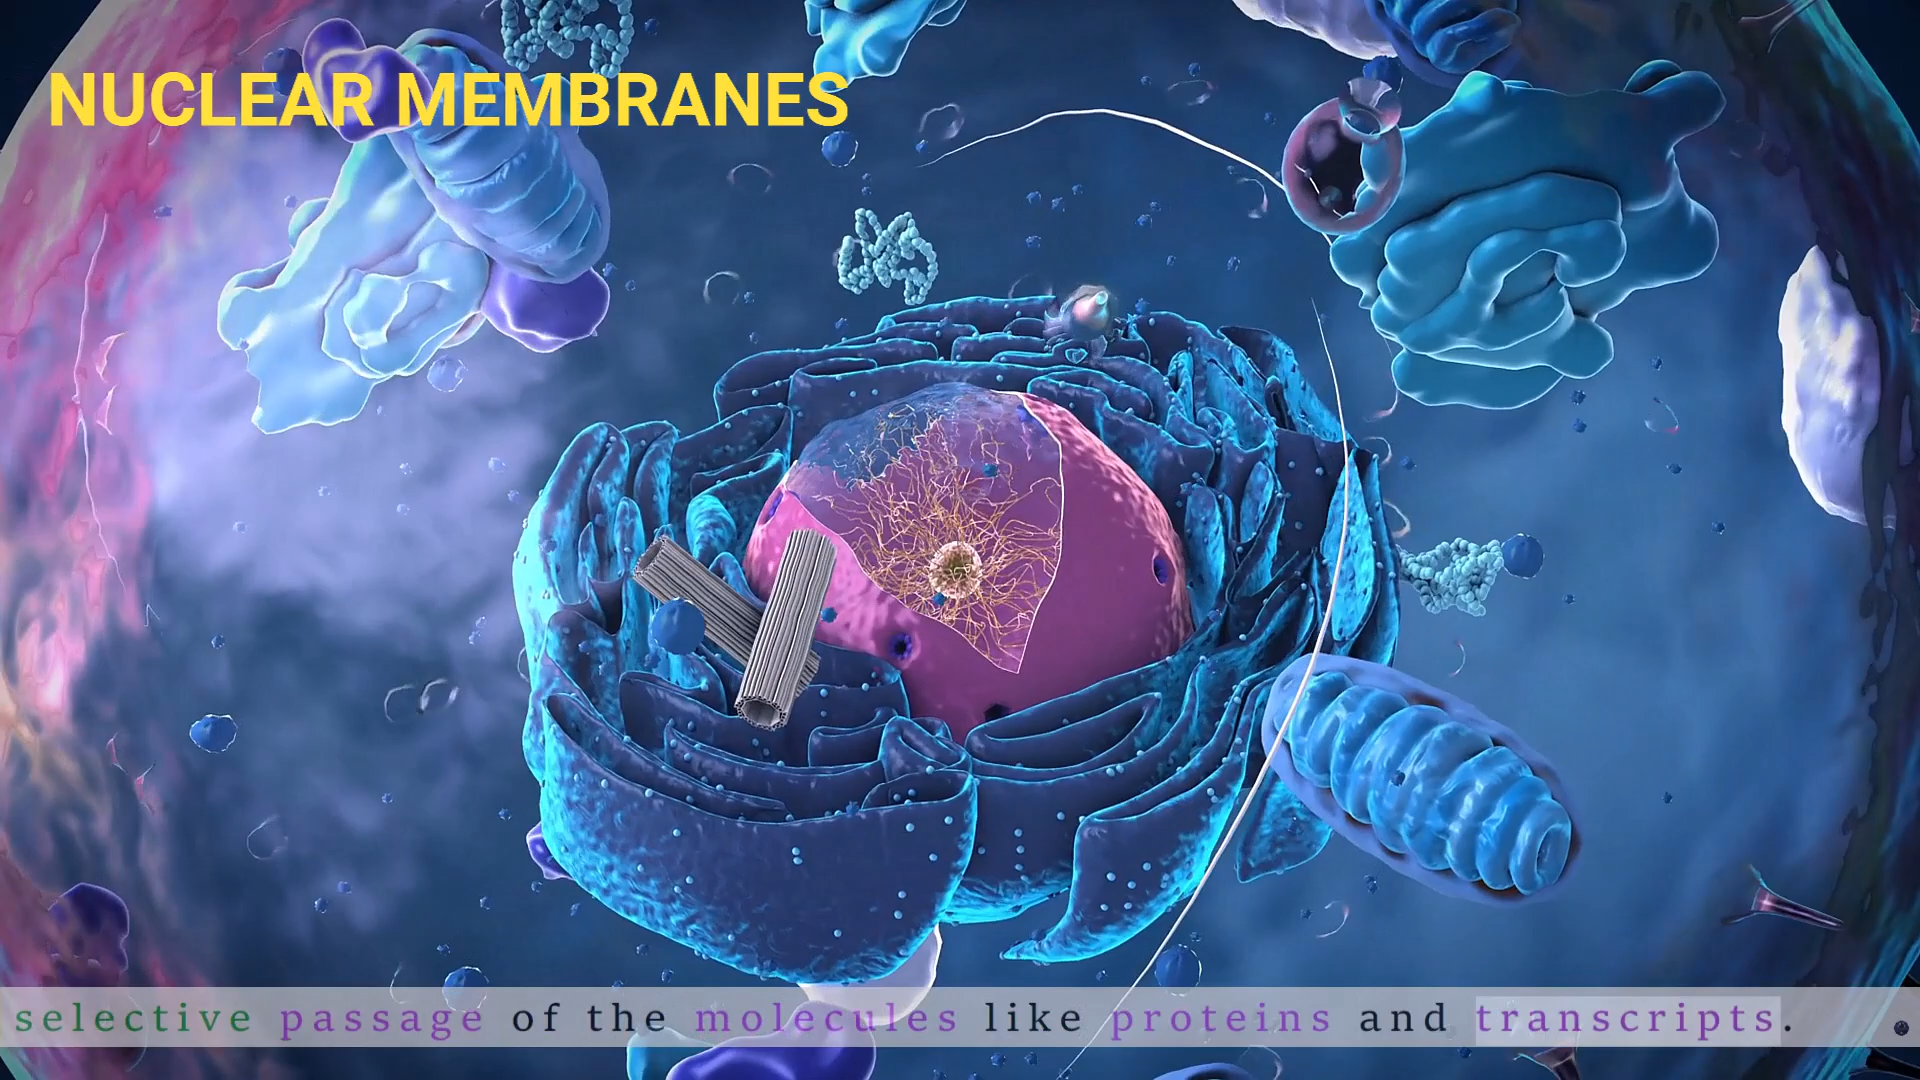 NUCLEAR MEMBRANES
selective passage of the molecules like proteins and transcripts.